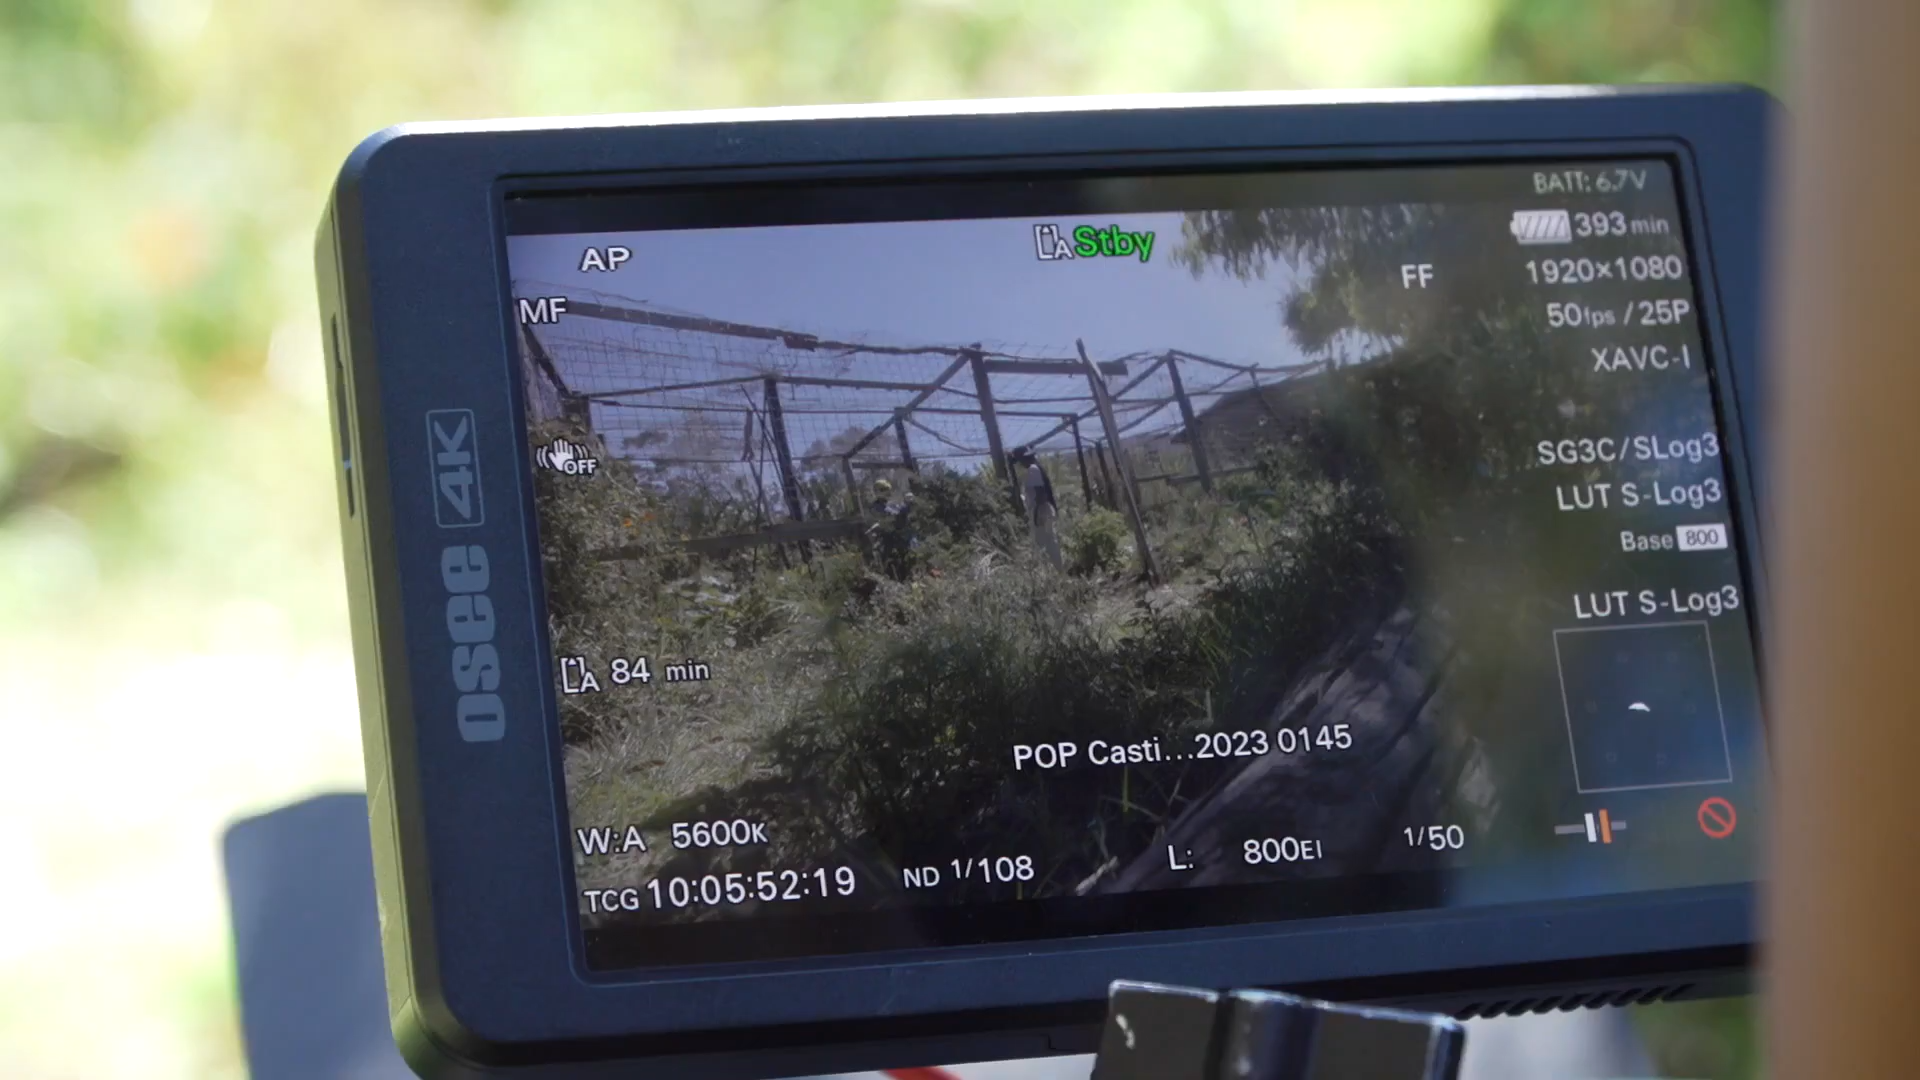 BATT: 6.7V
AP
Stby
393 min
MF
FF
1920×1080
50fps / 25P
XAVC-I
OFF
SG3C/SLog3
LUT S-Log3
Base 800
LUT S-Log3
A 84 min
POP Casti...2023 0145
W:A 5600K
TCG 10:05:52:19
ND 1/108
L: 800EI
1/50
osee 4K